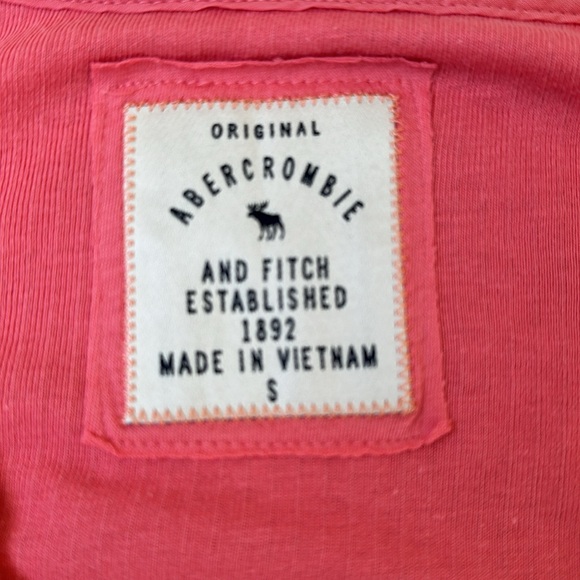 ORIGINAL
ABERCROMBIE
AND FITCH
ESTABLISHED
1892
MADE IN VIETNAM
S